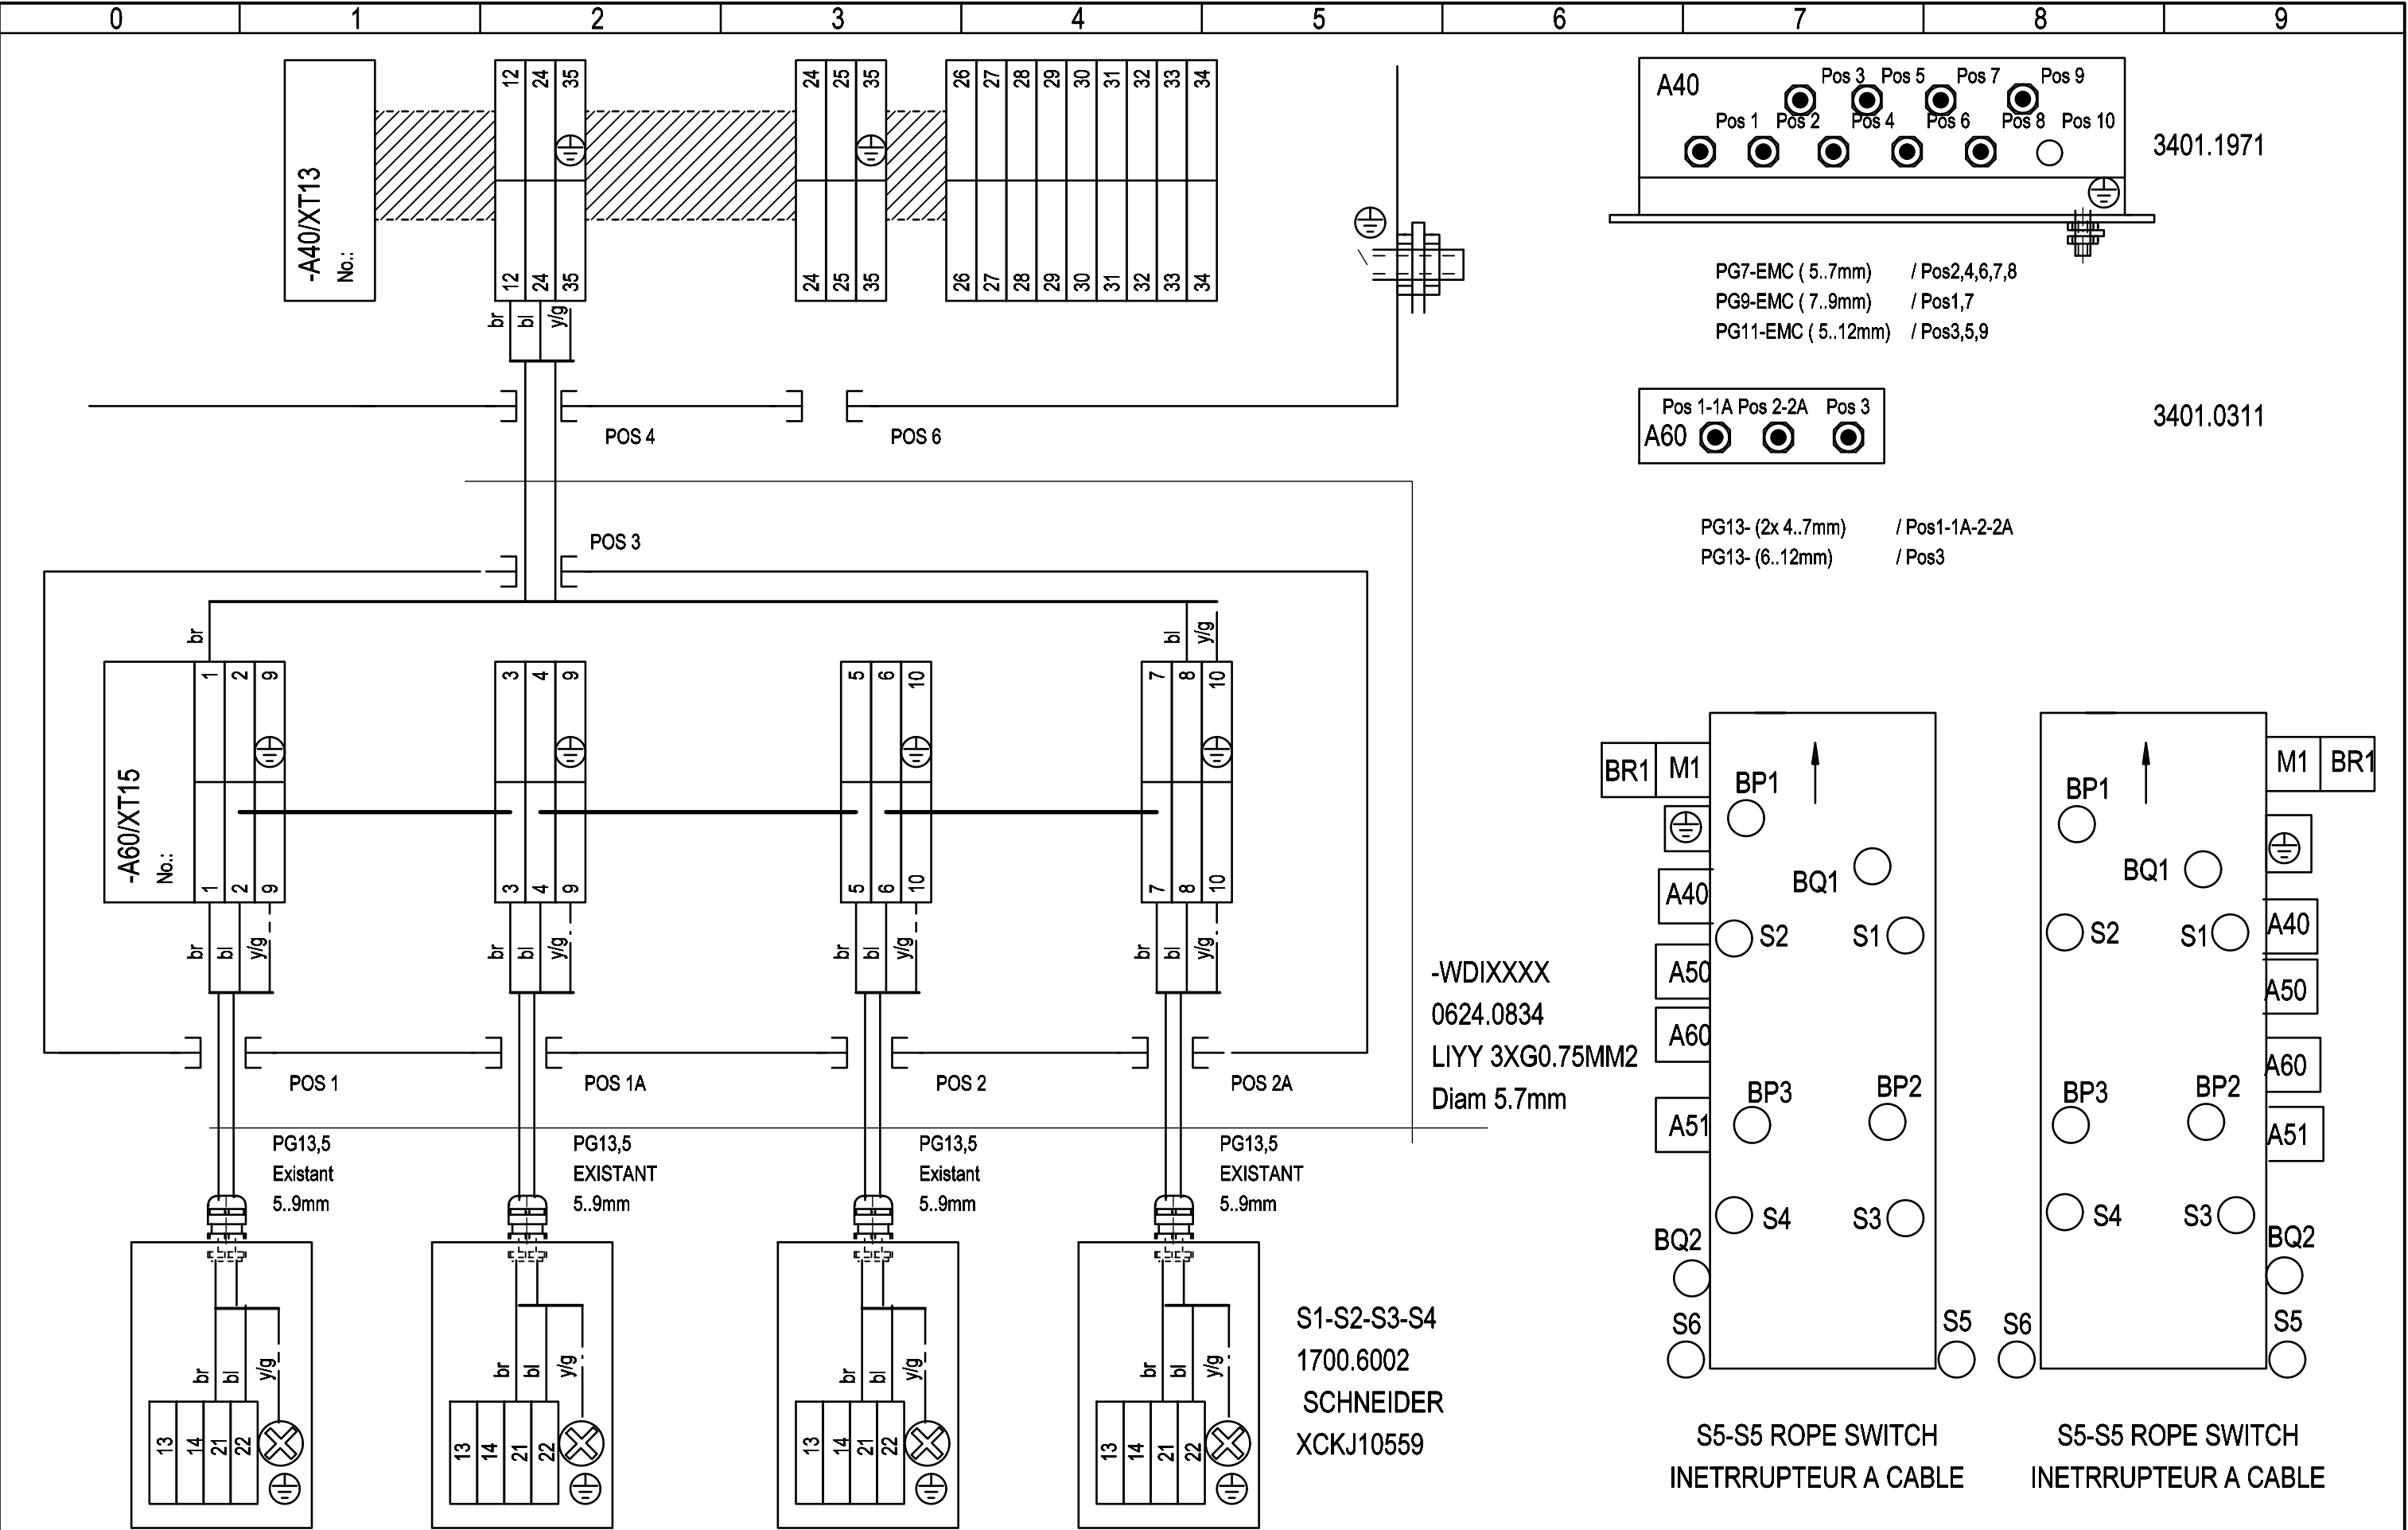 0 1 2 3 4 5 6 7 8 9
-A40/XT13
No.:
12 24 35
24 25 35
26 27 28 29 30 31 32 33 34
12 24 35
24 25 35
26 27 28 29 30 31 32 33 34
br bl y/g
POS 4
POS 6
A40
Pos 3 Pos 5 Pos 7 Pos 9
Pos 1 Pos 2 Pos 4 Pos 6 Pos 8 Pos 10
3401.1971
PG7-EMC ( 5..7mm) / Pos2,4,6,7,8
PG9-EMC ( 7..9mm) / Pos1,7
PG11-EMC ( 5..12mm) / Pos3,5,9
Pos 1-1A Pos 2-2A Pos 3
A60
3401.0311
PG13- (2x 4..7mm) / Pos1-1A-2-2A
PG13- (6..12mm) / Pos3
POS 3
br
bl y/g
-A60/XT15
No.:
1 2 9
3 4 9
5 6 10
7 8 10
1 2 9
3 4 9
5 6 10
7 8 10
br bl y/g
br bl y/g
br bl y/g
br bl y/g
POS 1
POS 1A
POS 2
POS 2A
-WDIXXXX
0624.0834
LIYY 3XG0.75MM2
Diam 5.7mm
PG13,5
Existant
5..9mm
PG13,5
EXISTANT
5..9mm
PG13,5
Existant
5..9mm
PG13,5
EXISTANT
5..9mm
br bl y/g
br bl y/g
br bl y/g
br bl y/g
13 14 21 22
13 14 21 22
13 14 21 22
13 14 21 22
S1-S2-S3-S4
1700.6002
SCHNEIDER
XCKJ10559
BR1 M1
BP1
BQ1
A40
S2 S1
A50
A60
BP3 BP2
A51
S4 S3
BQ2
S6 S5
S5-S5 ROPE SWITCH
INETRRUPTEUR A CABLE
M1 BR1
BP1
BQ1
A40
S2 S1
A50
A60
BP3 BP2
A51
S4 S3
BQ2
S6 S5
S5-S5 ROPE SWITCH
INETRRUPTEUR A CABLE